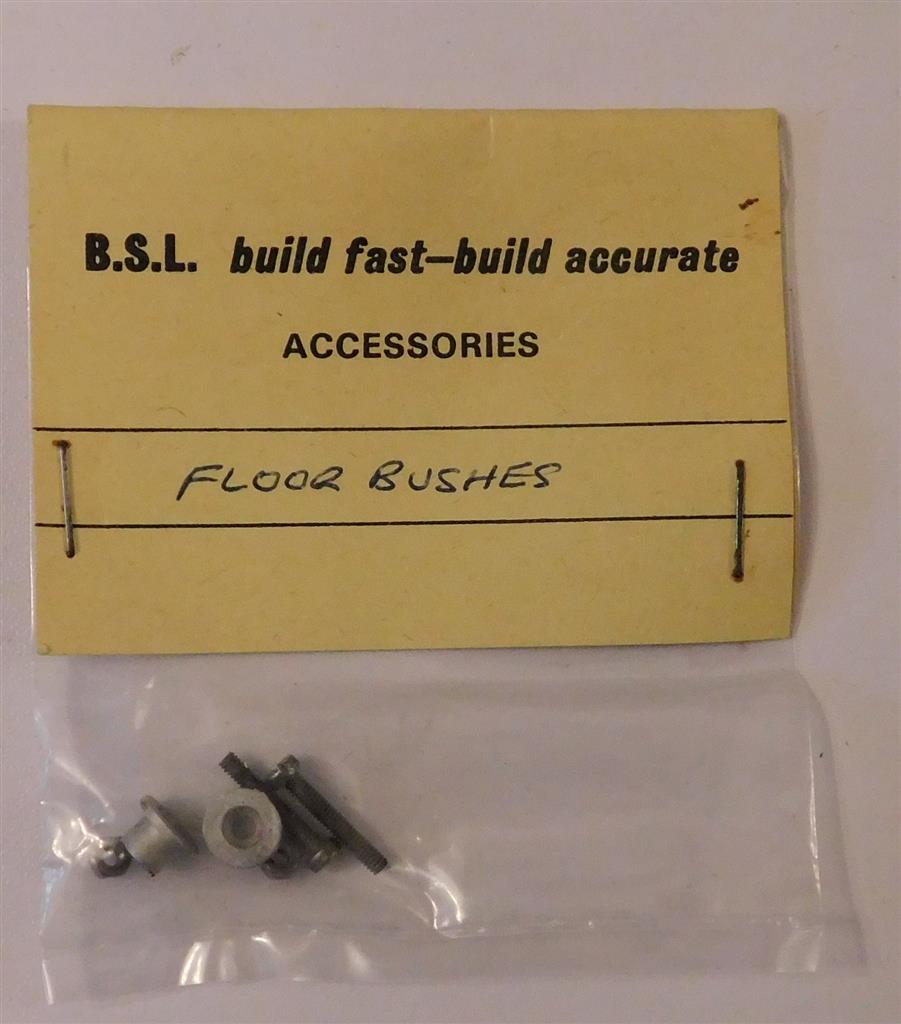 B.S.L. build fast—build accurate
ACCESSORIES
FLOOR BUSHES